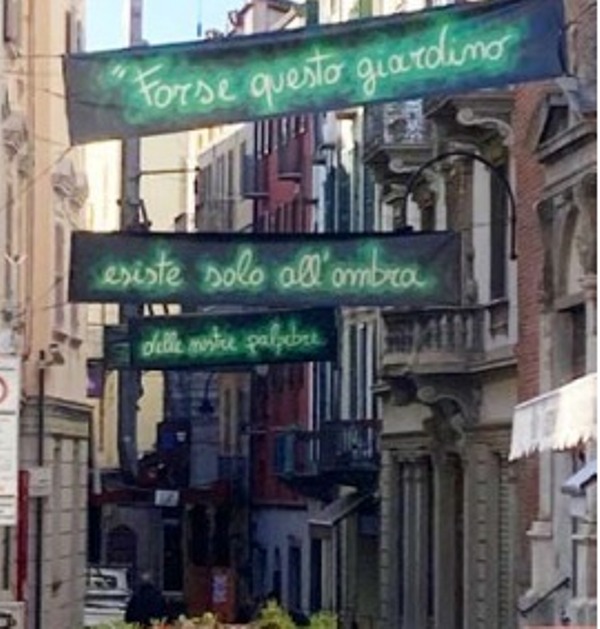 "Forse questo giardino
esiste solo all'ombra
delle nostre palpebre